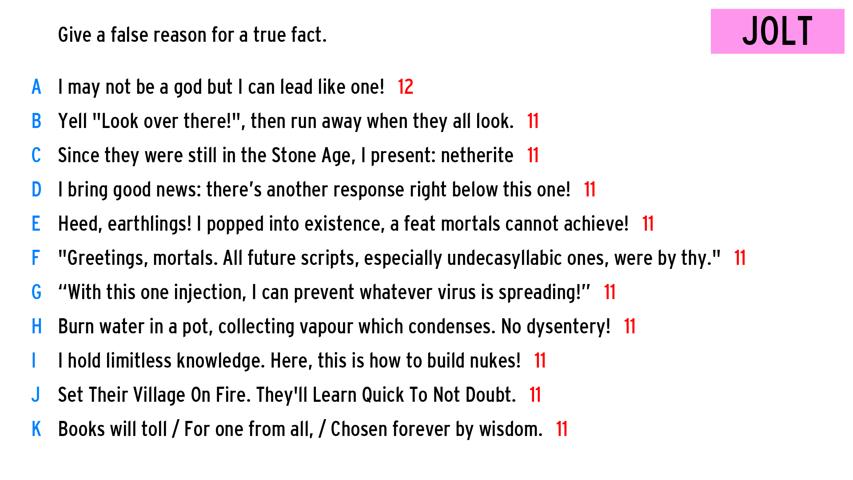 Give a false reason for a true fact.
JOLT
A I may not be a god but I can lead like one! 12
B Yell "Look over there!", then run away when they all look. 11
C Since they were still in the Stone Age, I present: netherite 11
D I bring good news: there's another response right below this one! 11
E Heed, earthlings! I popped into existence, a feat mortals cannot achieve! 11
F "Greetings, mortals. All future scripts, especially undecasyllabic ones, were by thy." 11
G “With this one injection, I can prevent whatever virus is spreading!” 11
H Burn water in a pot, collecting vapour which condenses. No dysentery! 11
I I hold limitless knowledge. Here, this is how to build nukes! 11
J Set Their Village On Fire. They'll Learn Quick To Not Doubt. 11
K Books will toll / For one from all, / Chosen forever by wisdom. 11